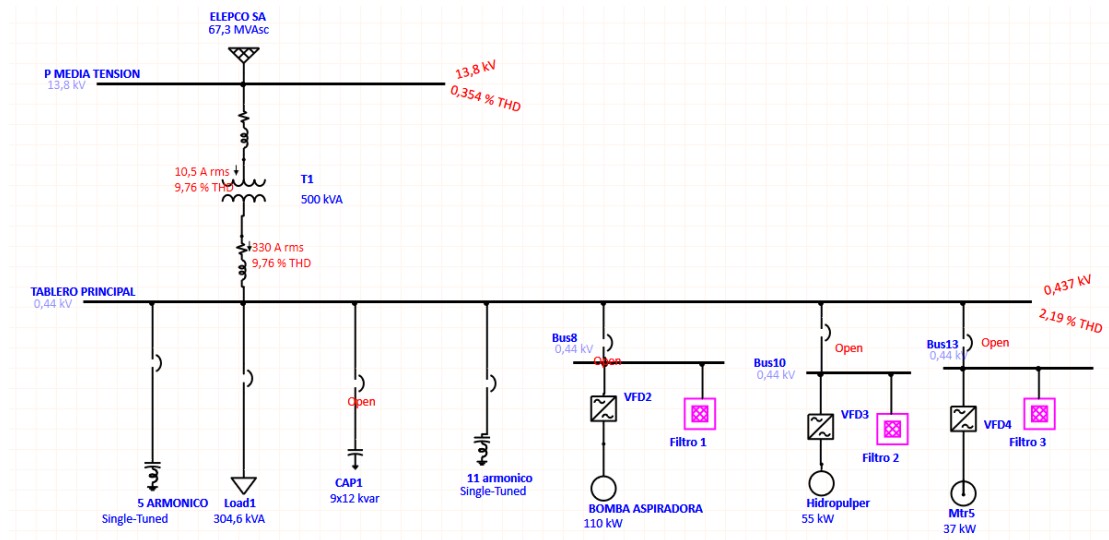 ELEPCO SA
67,3 MVAsc
P MEDIA TENSION
13,8 kV
13,8 kV
0,354 % THD
10,5 A rms
9,76 % THD
T1
500 kVA
330 A rms
9,76 % THD
TABLERO PRINCIPAL
0,44 kV
0,437 kV
2,19 % THD
Bus8
0,44 kV
Open
Open
Bus10
0,44 kV
Open
Bus13
0,44 kV
Open
VFD2
Filtro 1
VFD3
Filtro 2
VFD4
Filtro 3
5 ARMONICO
Single-Tuned
Load1
304,6 kVA
CAP1
9x12 kvar
11 armonico
Single-Tuned
BOMBA ASPIRADORA
110 kW
Hidropulper
55 kW
Mtr5
37 kW